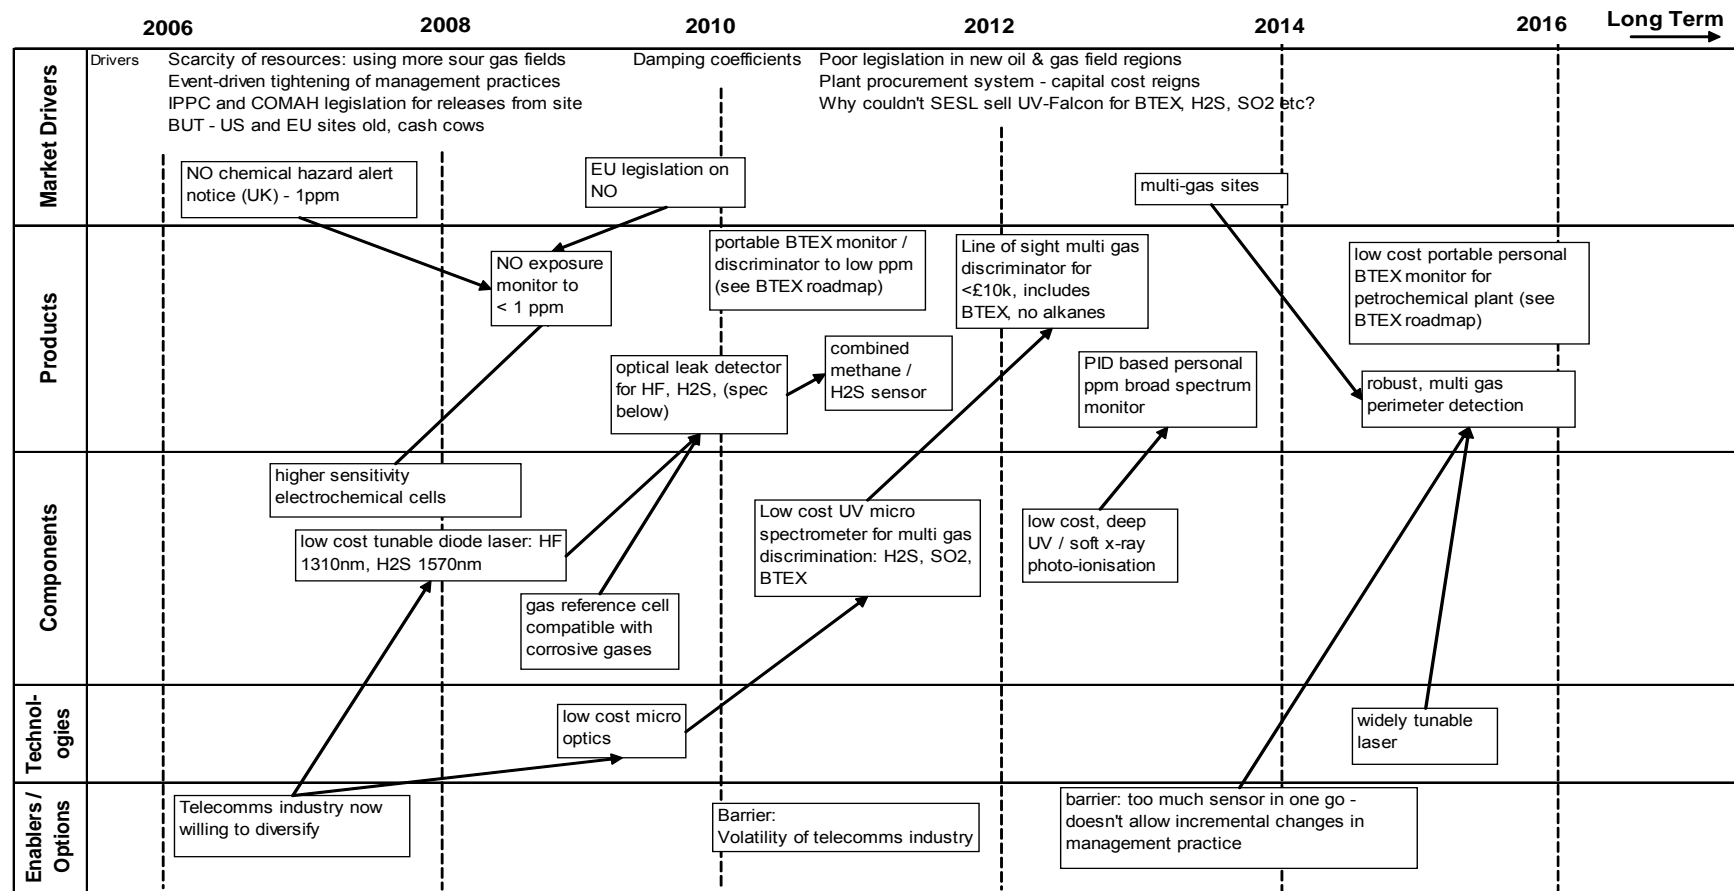 2006
2008
2010
2012
2014
2016
Long Term
Market Drivers
Drivers
Scarcity of resources: using more sour gas fields
Event-driven tightening of management practices
IPPC and COMAH legislation for releases from site
BUT - US and EU sites old, cash cows
Damping coefficients
Poor legislation in new oil & gas field regions
Plant procurement system - capital cost reigns
Why couldn't SESL sell UV-Falcon for BTEX, H2S, SO2 etc?
NO chemical hazard alert
notice (UK) - 1ppm
EU legislation on
NO
multi-gas sites
Products
NO exposure
monitor to
< 1 ppm
portable BTEX monitor /
discriminator to low ppm
(see BTEX roadmap)
Line of sight multi gas
discriminator for
<£10k, includes
BTEX, no alkanes
low cost portable personal
BTEX monitor for
petrochemical plant (see
BTEX roadmap)
optical leak detector
for HF, H2S, (spec
below)
combined
methane /
H2S sensor
PID based personal
ppm broad spectrum
monitor
robust, multi gas
perimeter detection
Components
higher sensitivity
electrochemical cells
low cost tunable diode laser: HF
1310nm, H2S 1570nm
gas reference cell
compatible with
corrosive gases
Low cost UV micro
spectrometer for multi gas
discrimination: H2S, SO2,
BTEX
low cost, deep
UV / soft x-ray
photo-ionisation
Technol-
ogies
low cost micro
optics
widely tunable
laser
Enablers /
Options
Telecomms industry now
willing to diversify
Barrier:
Volatility of telecomms industry
barrier: too much sensor in one go -
doesn't allow incremental changes in
management practice